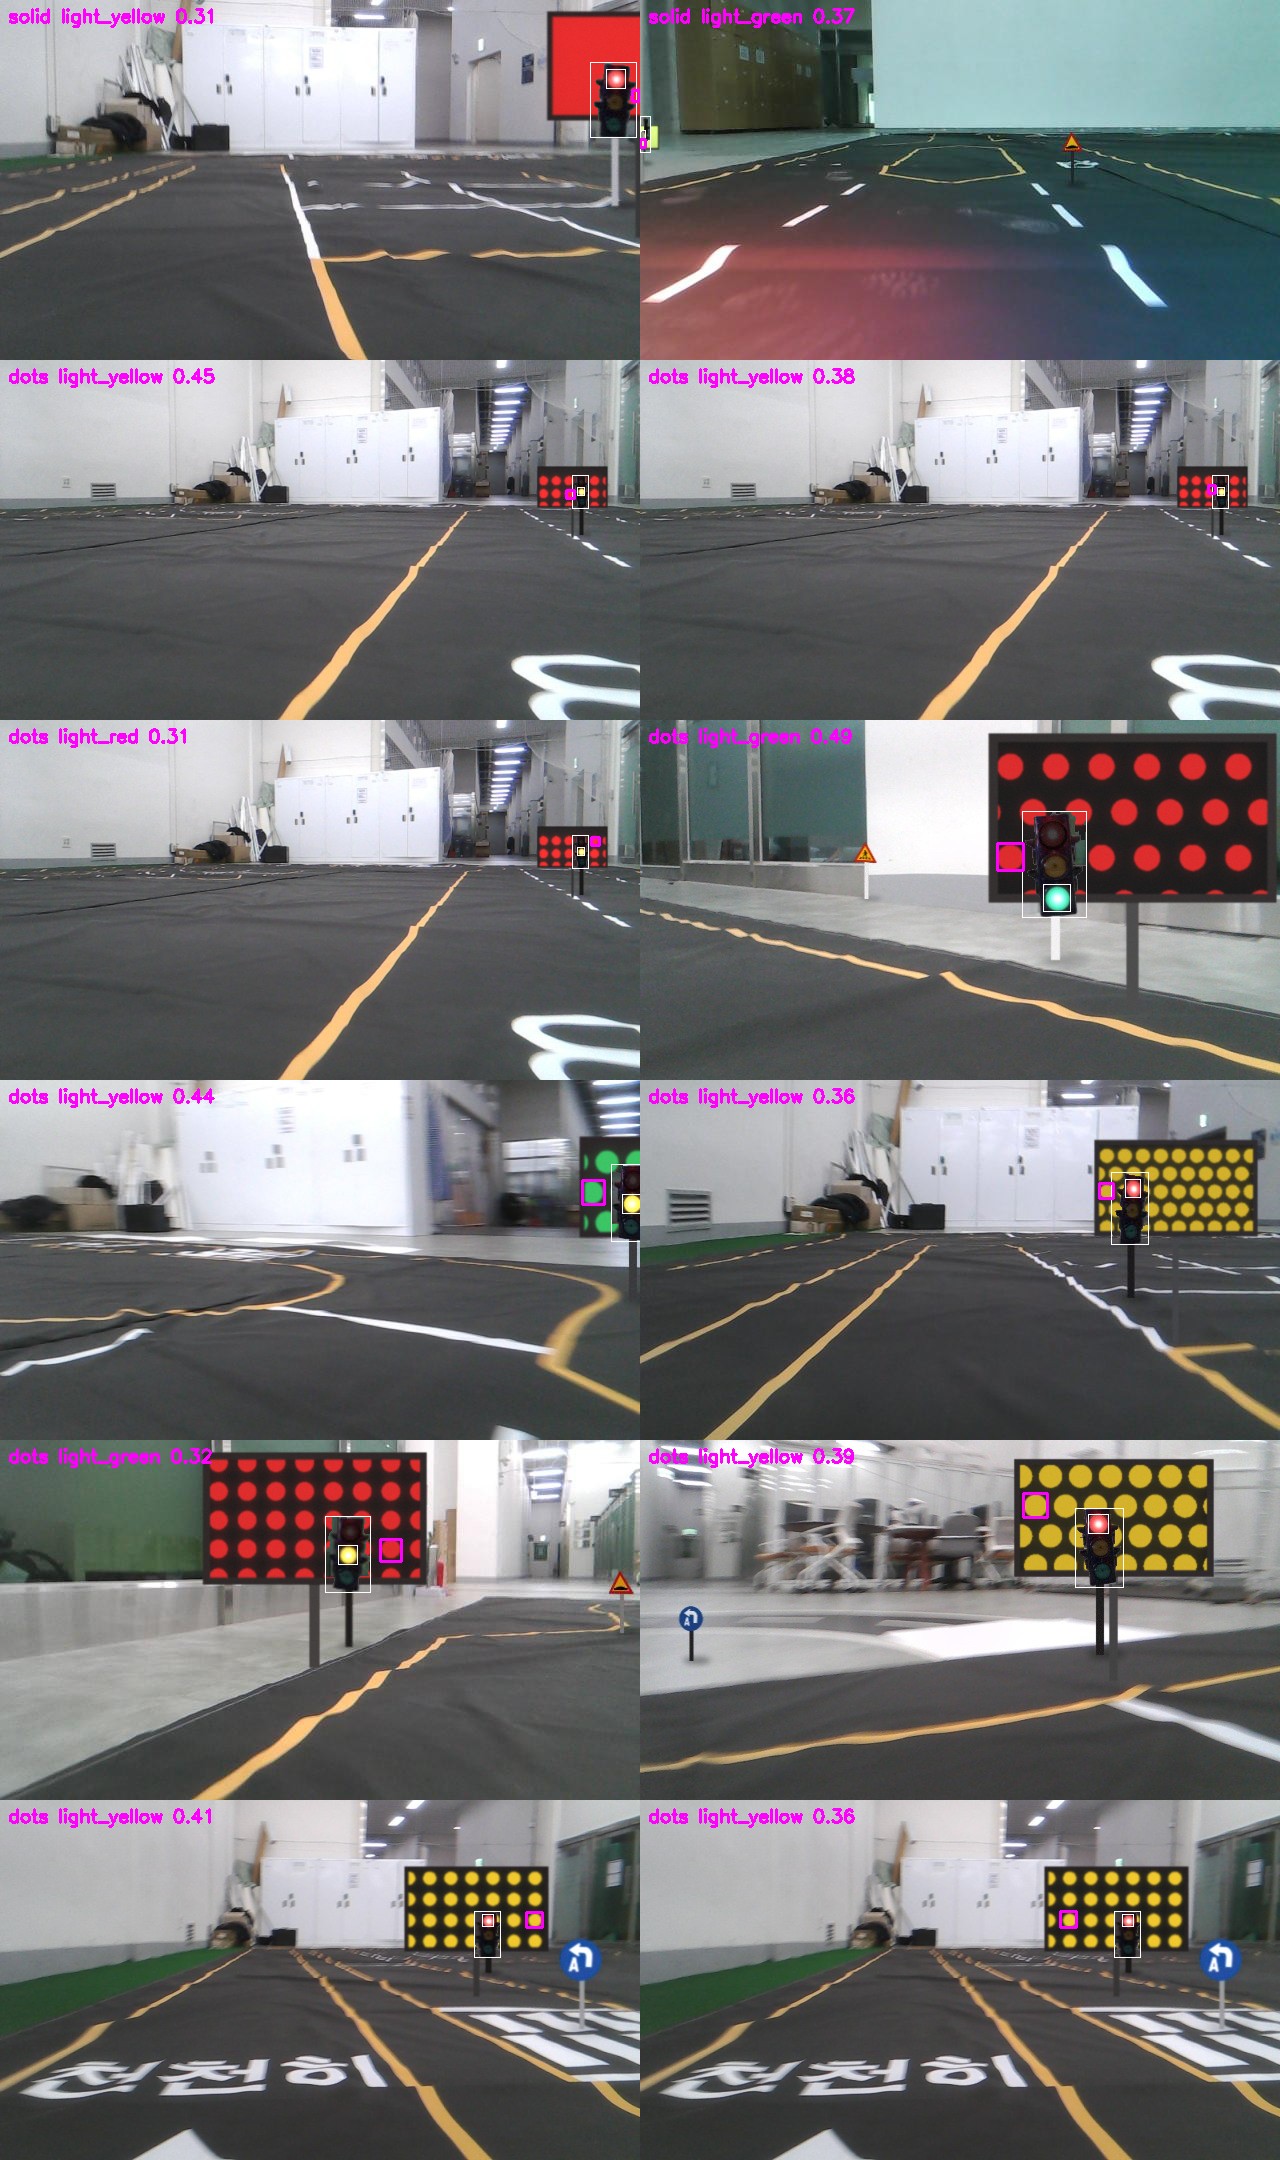 solid light_yellow 0.31
solid light_green 0.37
dots light_yellow 0.45
dots light_yellow 0.38
dots light_red 0.31
dots light_green 0.49
dots light_yellow 0.44
dots light_yellow 0.36
dots light_green 0.32
dots light_yellow 0.39
A
dots light_yellow 0.41
dots light_yellow 0.36
A
A
천천히
천천히